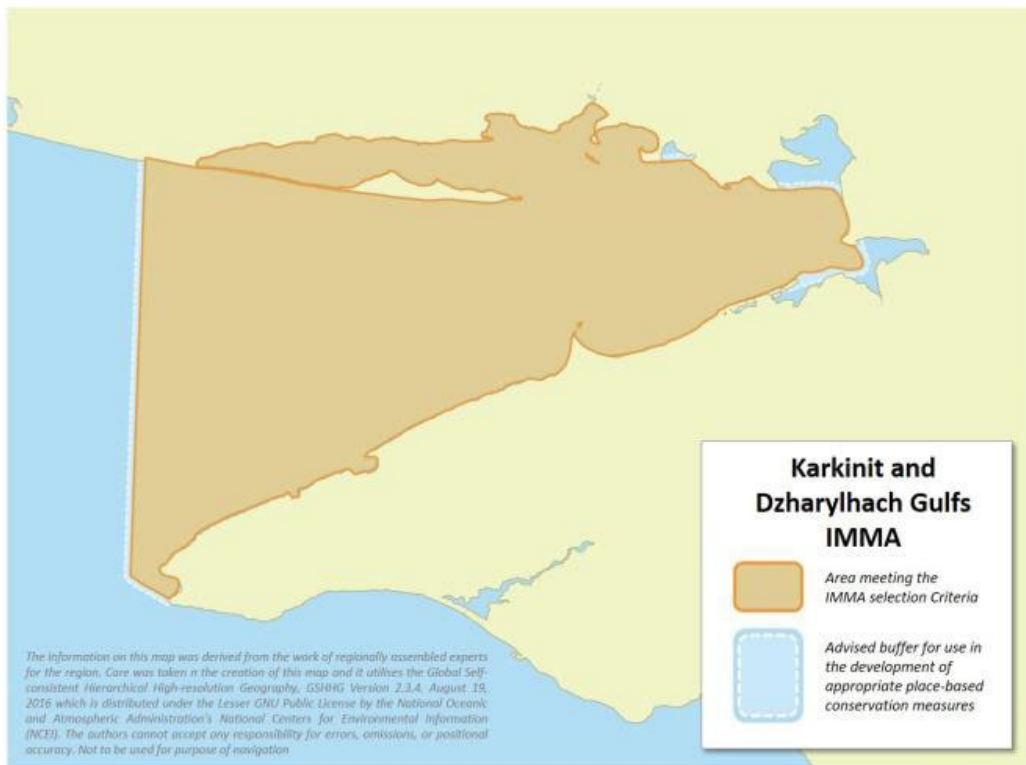 Karkinit and
Dzharylhach Gulfs
IMMA
Area meeting the
IMMA selection Criteria
Advised buffer for use in
the development of
appropriate place-based
conservation measures
The information on this map was derived from the work of regionally assembled experts
for the region. Care was taken n the creation of this map and it utilises the Global Self-
consistent Hierarchical High-resolution Geography, GSHHG Version 2.3.4. August 19,
2016 which is distributed under the Lesser GNU Public License by the National Oceanic
and Atmospheric Administration's National Centers for Environmental Information
(NCEI). The authors cannot accept any responsibility for errors, omissions, or positional
accuracy. Not to be used for purpose of navigation